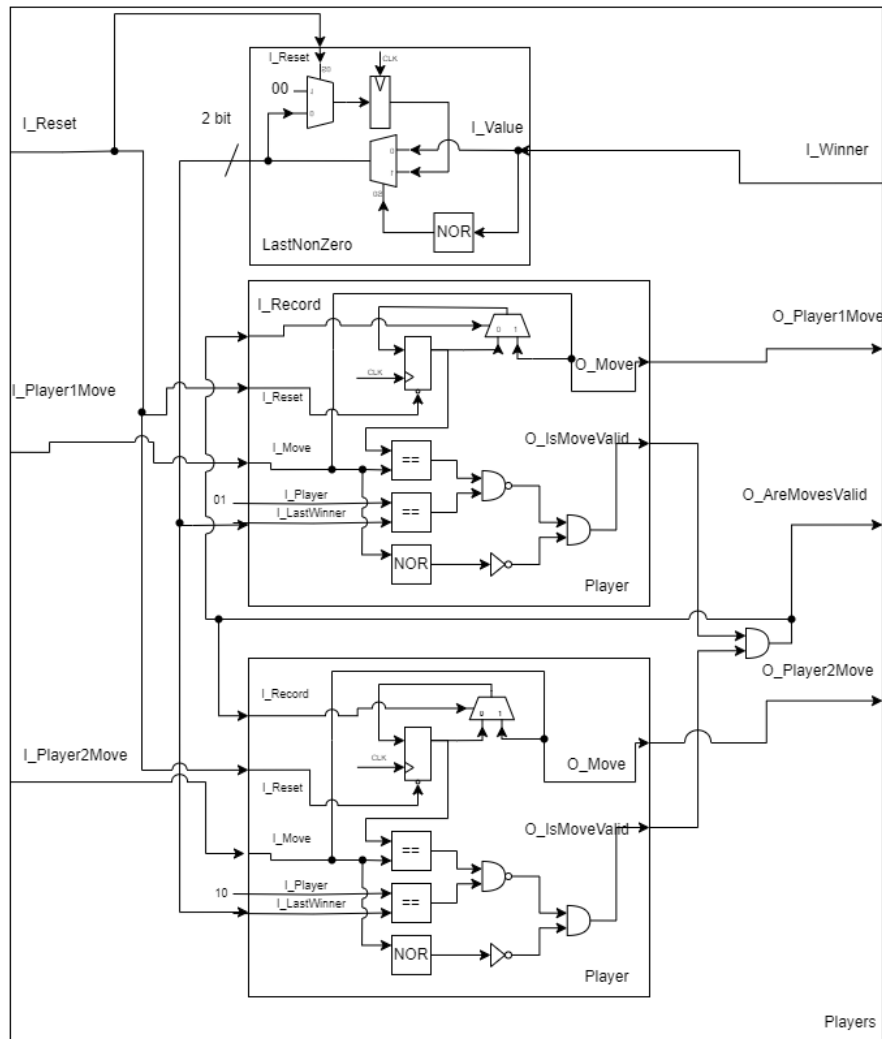 I_Reset
CLK
00
1
0
I_Reset
2 bit
I_Value
I_Winner
0
1
NOR
LastNonZero
I_Record
0 1
O_Player1Move
O_Move
CLK
I_Player1Move
I_Reset
I_Move
O_IsMoveValid
==
01
I_Player
==
I_LastWinner
O_AreMovesValid
NOR
Player
O_Player2Move
I_Record
0 1
I_Player2Move
CLK
O_Move
I_Reset
I_Move
O_IsMoveValid
==
10
I_Player
==
I_LastWinner
NOR
Player
Players